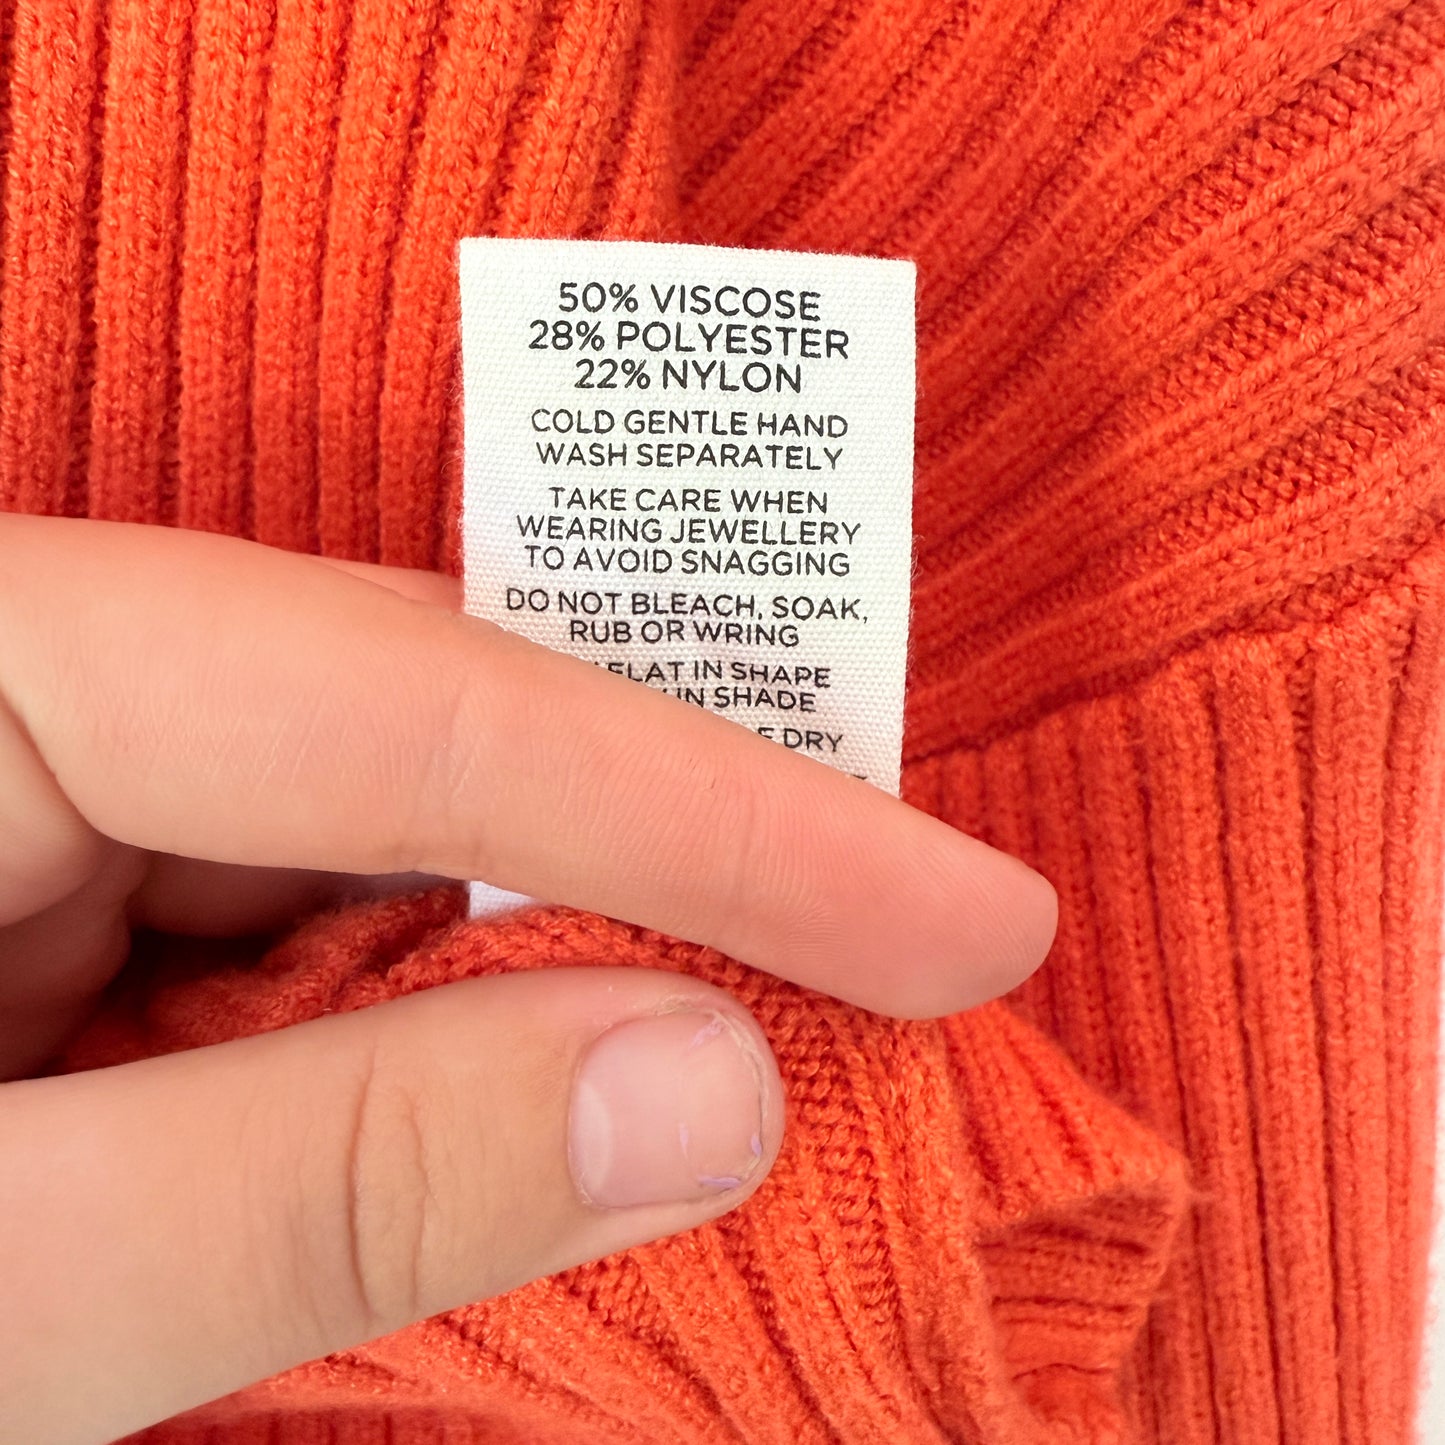 50% VISCOSE
28% POLYESTER
22% NYLON
COLD GENTLE HAND
WASH SEPARATELY
TAKE CARE WHEN
WEARING JEWELLERY
TO AVOID SNAGGING
DO NOT BLEACH, SOAK,
RUB OR WRING
FLAT IN SHAPE
IN SHADE
DRY